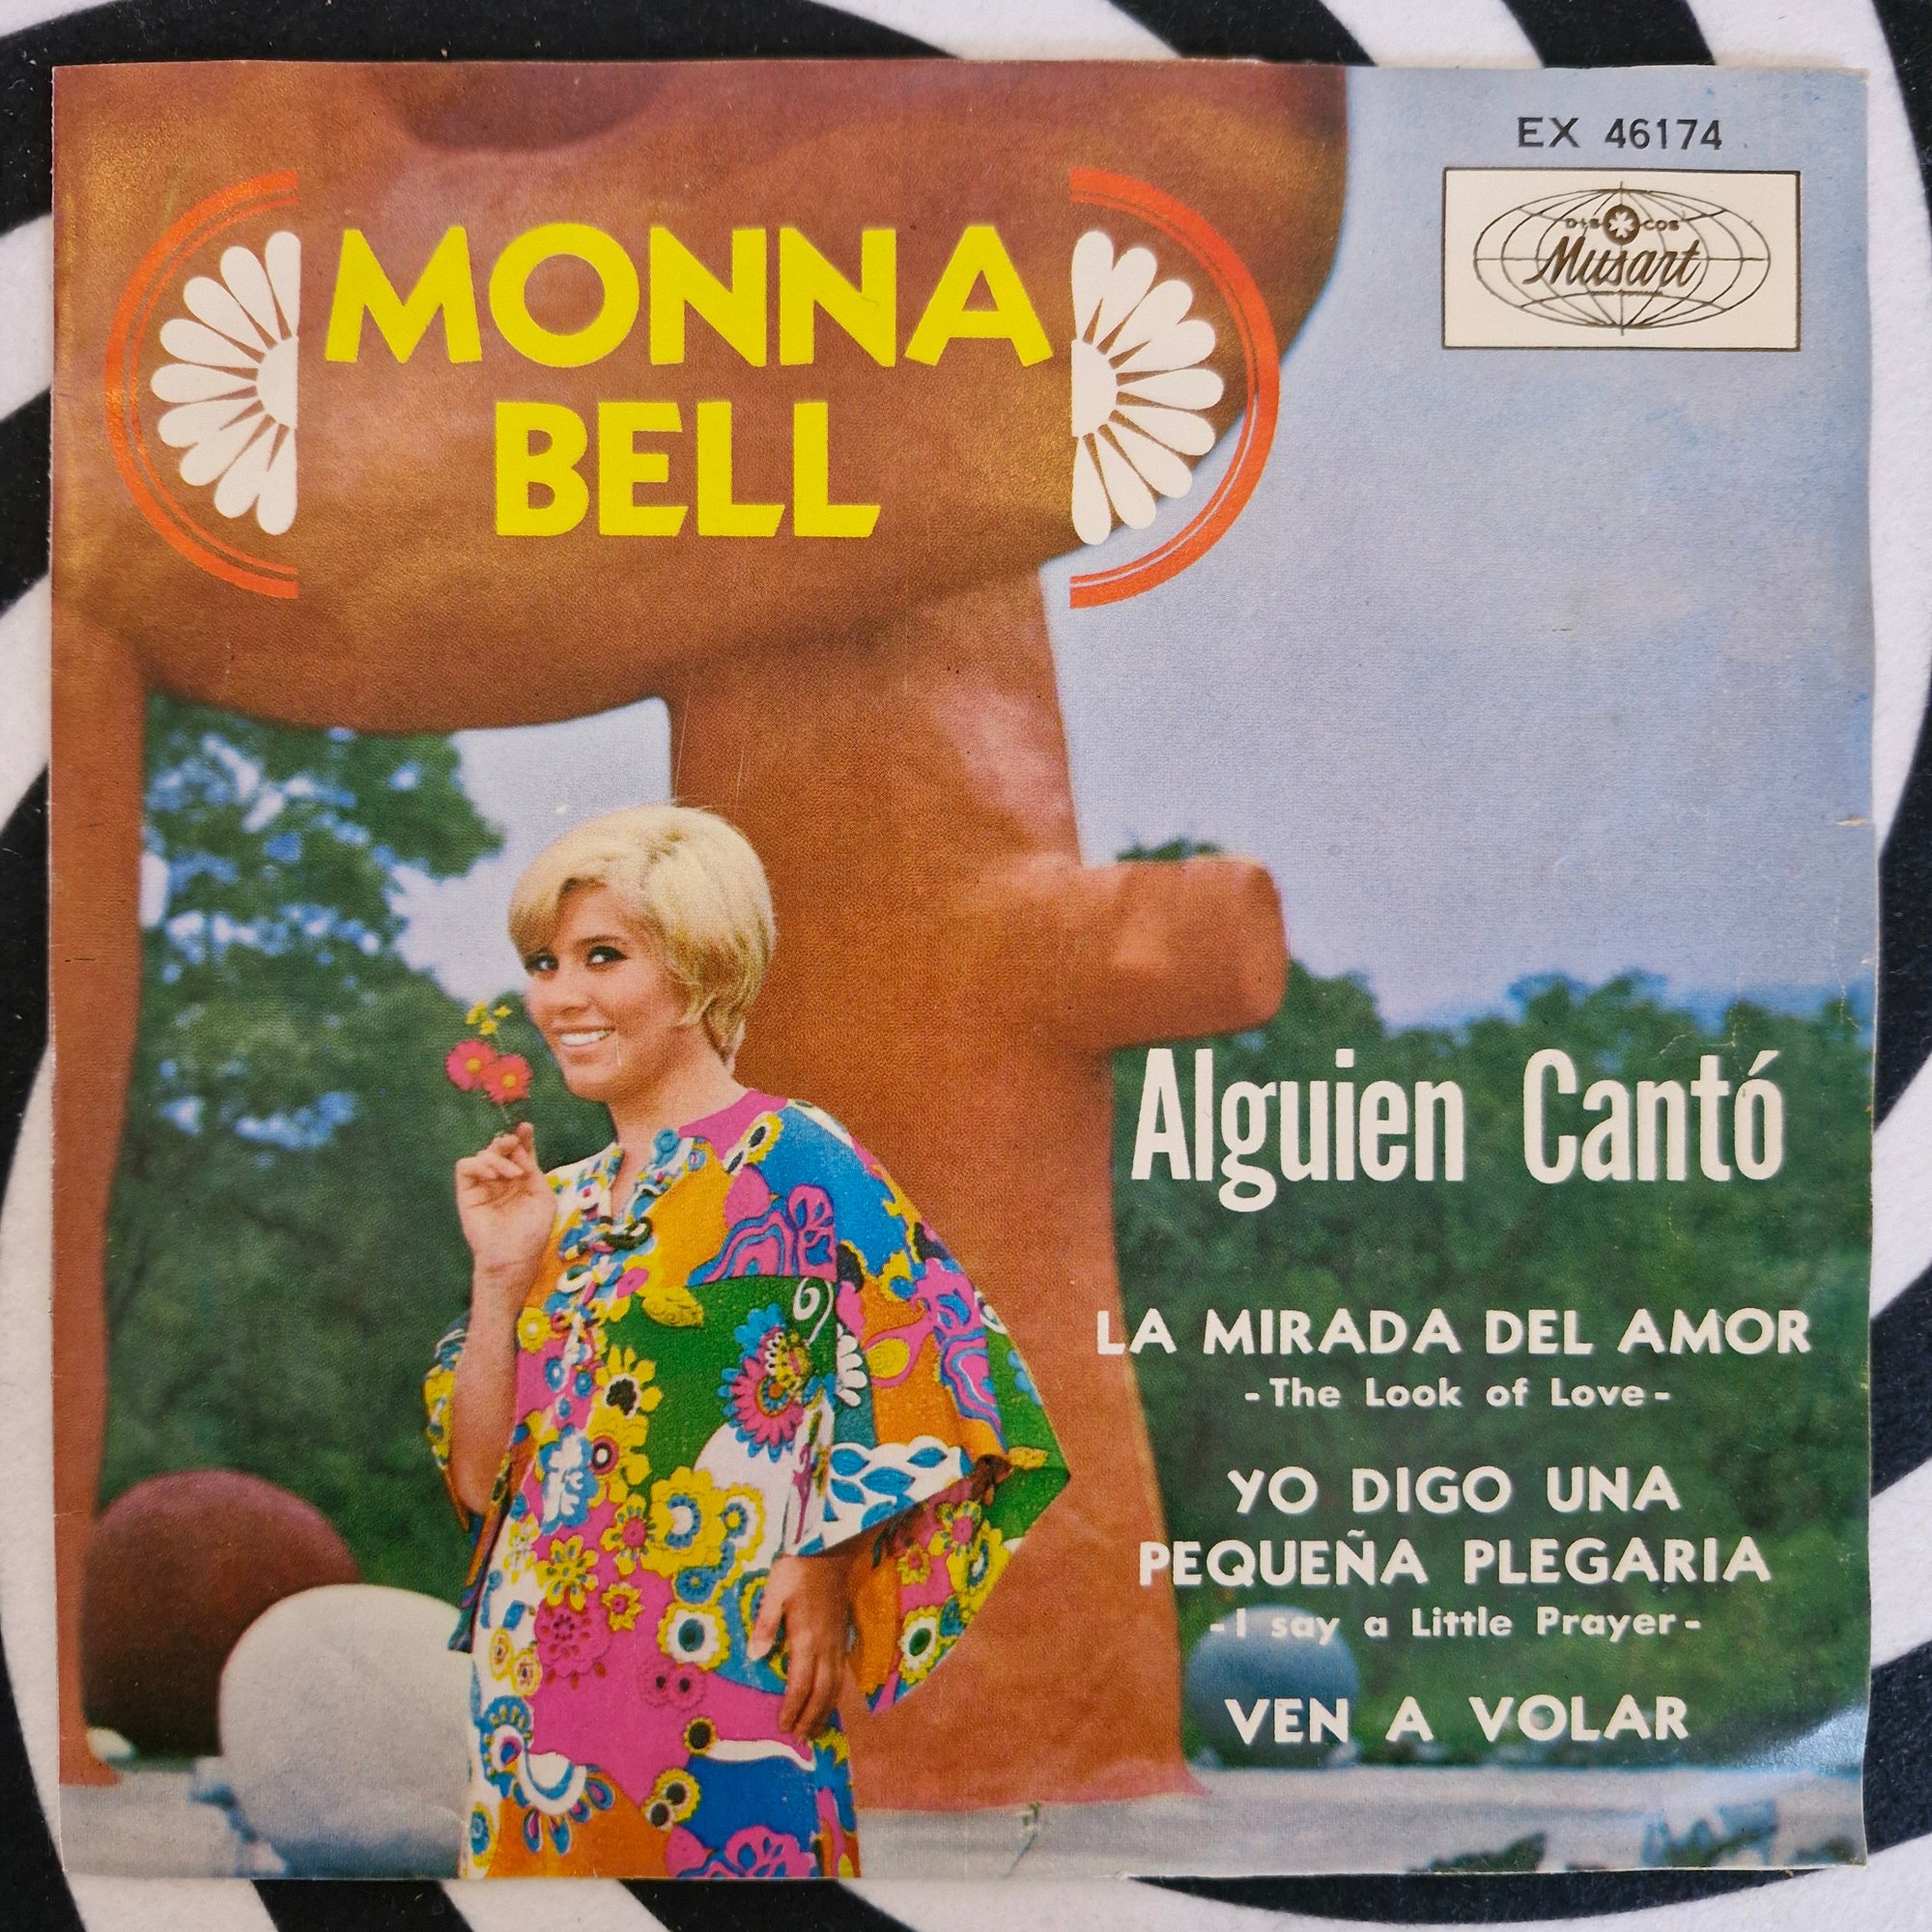 EX 46174
DISCOS
Musart
MONNA
BELL
Alguien Cantó
LA MIRADA DEL AMOR
-The Look of Love-
YO DIGO UNA
PEQUEÑA PLEGARIA
-I say a Little Prayer-
VEN A VOLAR